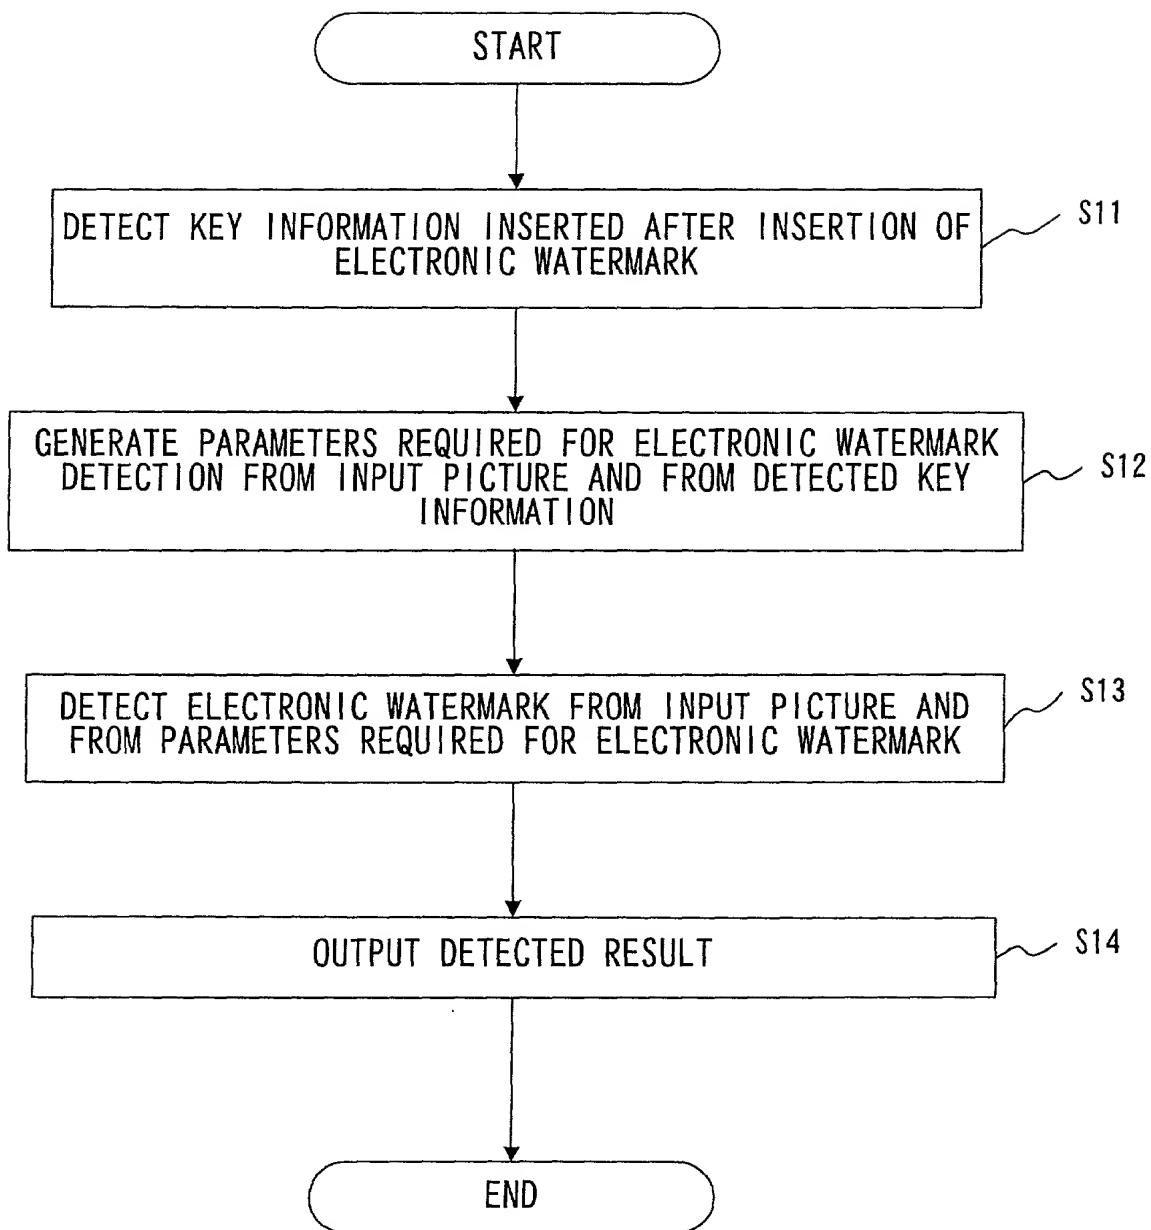 START
DETECT KEY INFORMATION INSERTED AFTER INSERTION OF
ELECTRONIC WATERMARK
S11
GENERATE PARAMETERS REQUIRED FOR ELECTRONIC WATERMARK
DETECTION FROM INPUT PICTURE AND FROM DETECTED KEY
INFORMATION
S12
DETECT ELECTRONIC WATERMARK FROM INPUT PICTURE AND
FROM PARAMETERS REQUIRED FOR ELECTRONIC WATERMARK
S13
OUTPUT DETECTED RESULT
S14
END